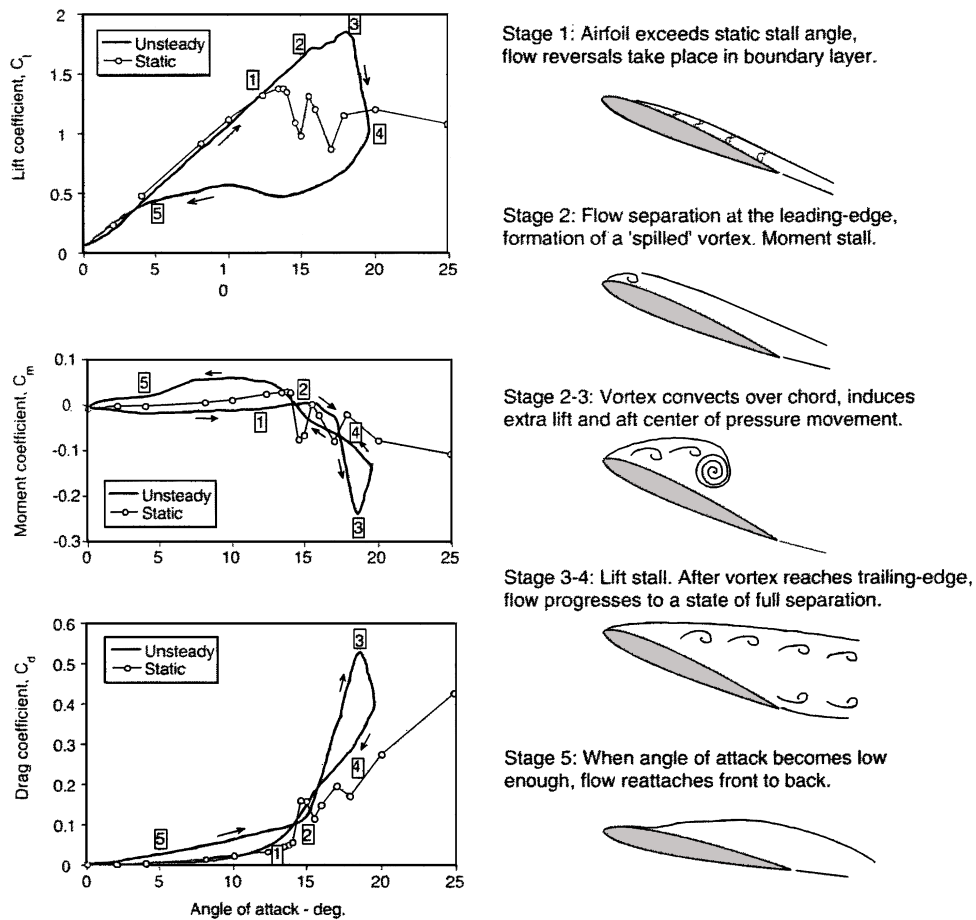 2
1.5
1
0.5
0
Lift coefficient, Cl
Unsteady
Static
1
2
3
4
5
0
5
1
0
15
20
25
0.1
0.
-0.1
-0.2
-0.3
Moment coefficient, Cm
Unsteady
Static
5
1
2
4
3
0
5
10
15
20
25
0.6
0.5
0.4
0.3
0.2
0.1
0
Drag coefficient, Cd
Unsteady
Static
3
4
5
1
2
0
5
10
15
20
25
Angle of attack - deg.
Stage 1: Airfoil exceeds static stall angle,
flow reversals take place in boundary layer.
Stage 2: Flow separation at the leading-edge,
formation of a 'spilled' vortex. Moment stall.
Stage 2-3: Vortex convects over chord, induces
extra lift and aft center of pressure movement.
Stage 3-4: Lift stall. After vortex reaches trailing-edge,
flow progresses to a state of full separation.
Stage 5: When angle of attack becomes low
enough, flow reattaches front to back.